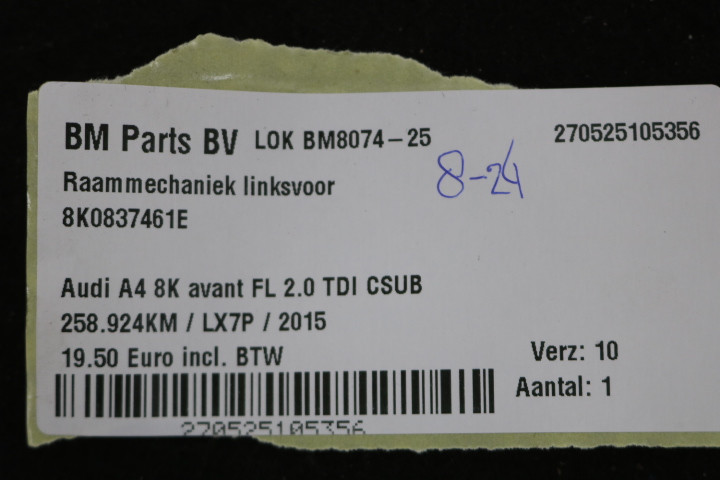 BM Parts BV LOK BM8074-25 270525105356
8-24
Raammechaniek linksvoor
8K0837461E
Audi A4 8K avant FL 2.0 TDI CSUB
258.924KM / LX7P / 2015
19.50 Euro incl. BTW
Verz: 10
Aantal: 1
270525105356